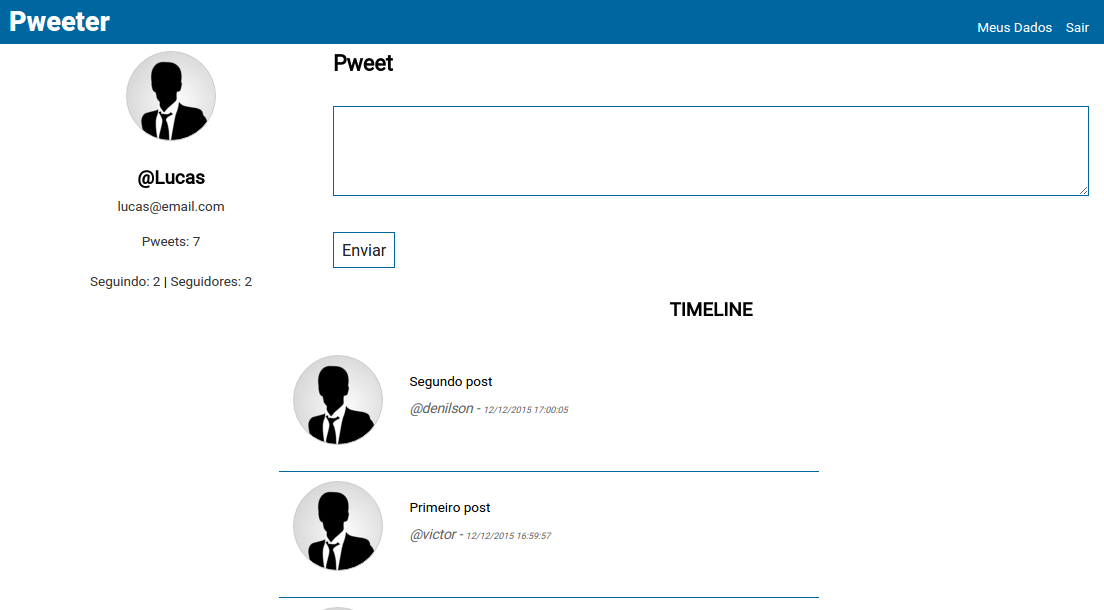 Pweeter
Meus Dados Sair
@Lucas
lucas@email.com
Pweets: 7
Seguindo: 2 | Seguidores: 2
Pweet
Enviar
TIMELINE
Segundo post
@denilson - 12/12/2015 17:00:05
Primeiro post
@victor - 12/12/2015 16:59:57